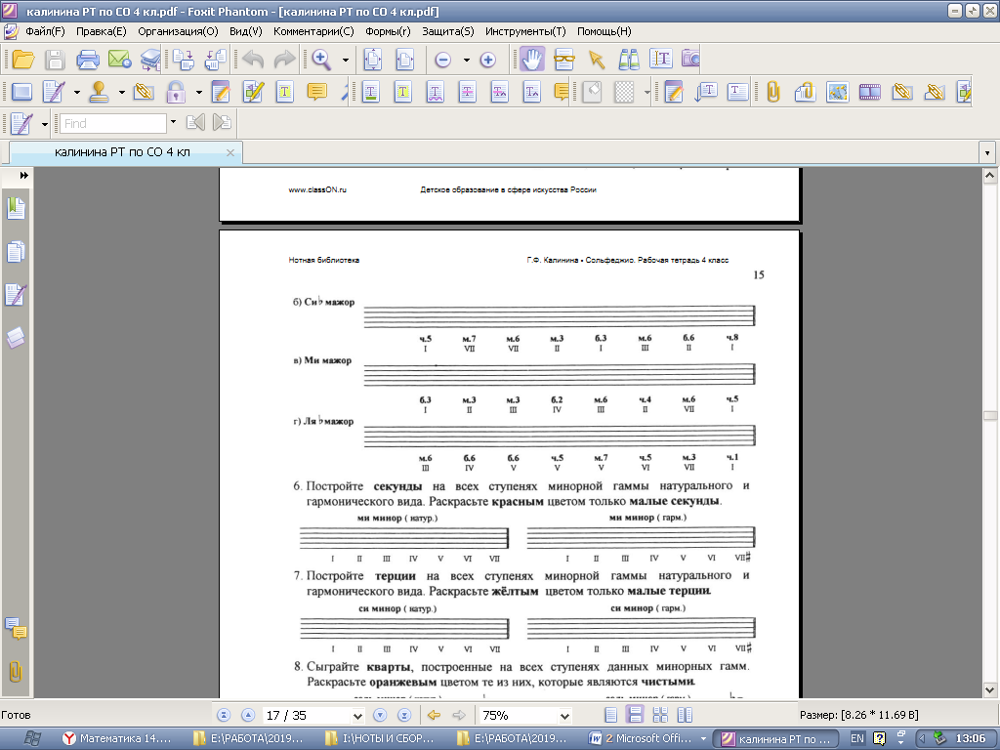 калинина РТ по СО 4 кл.pdf - Foxit Phantom - [калинина РТ по СО 4 кл.pdf]
Файл(F) Правка(E) Организация(O) Вид(V) Комментарии(C) Формы(r) Защита(S) Инструменты(T) Помощь(H)
Find
калинина РТ по СО 4 кл
www.classON.ru Детское образование в сфере искусства России
Нотная библиотека Г.Ф. Калинина - Сольфеджио. Рабочая тетрадь 4 класс
15
б) Си♭ мажор
ч.5 м.7 м.6 м.3 б.3 м.6 б.6 ч.8
I VII VII II I III II I
в) Ми мажор
б.3 м.3 м.3 б.2 м.6 ч.4 м.6 ч.5
I II III IV III II VII I
г) Ля♭мажор
м.6 б.6 б.6 ч.5 м.7 ч.5 м.3 ч.1
III IV V V V VI VII I
6. Постройте секунды на всех ступенях минорной гаммы натурального и
гармонического вида. Раскрасьте красным цветом только малые секунды.
ми минор ( натур.) ми минор ( гарм.)
I II III IV V VI VII I II III IV V VI VII♯
7. Постройте терции на всех ступенях минорной гаммы натурального и
гармонического вида. Раскрасьте жёлтым цветом только малые терции.
си минор ( натур.) си минор ( гарм.)
I II III IV V VI VII I II III IV V VI VII♯
8. Сыграйте кварты, построенные на всех ступенях данных минорных гамм.
Раскрасьте оранжевым цветом те из них, которые являются чистыми.
Готово 17 / 35 75% Размер: [8.26 * 11.69 В]
Математика 14.... E:\РАБОТА\2019... I:\НОТЫ И СБОР... E:\РАБОТА\2019... 2 Microsoft Offi... калинина РТ по ... EN 13:06